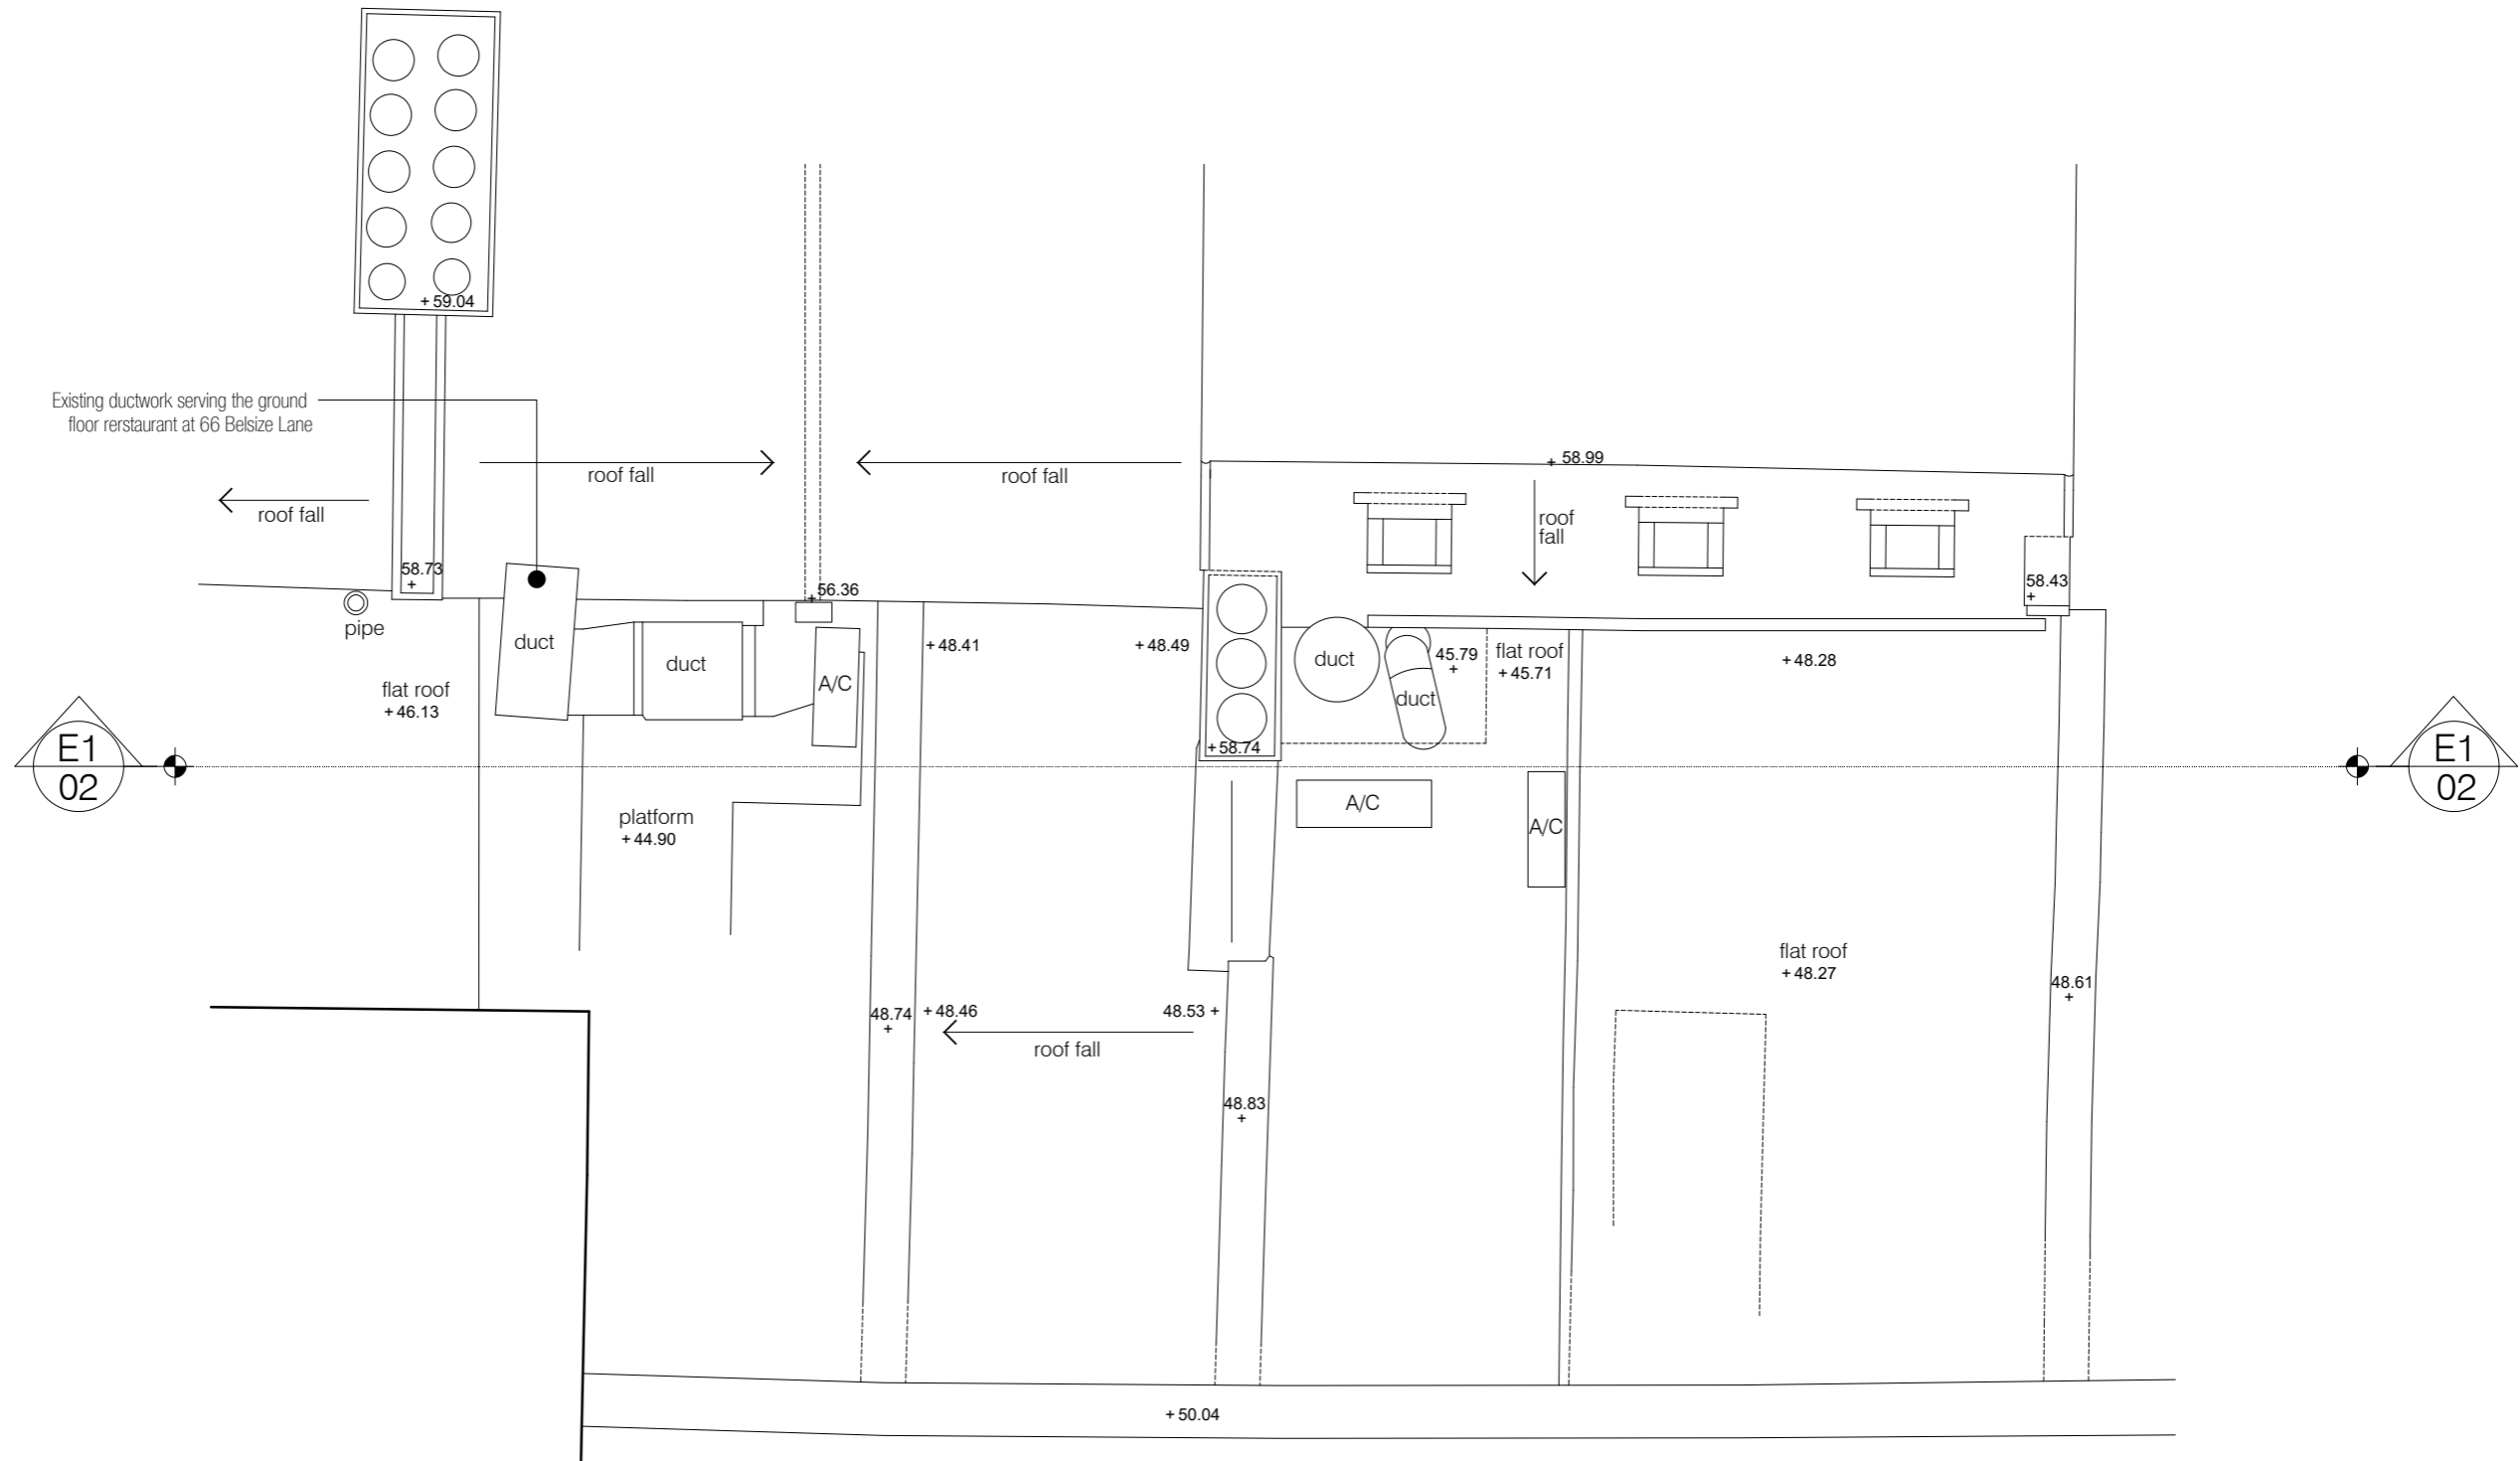 + 59.04
Existing ductwork serving the ground
floor rerstaurant at 66 Belsize Lane
roof fall
roof fall
roof fall
+ 58.99
roof
fall
58.73
+
56.36
+
58.43
+
pipe
duct
duct
A/C
+ 48.41
+ 48.49
duct
duct
45.79
+
flat roof
+ 45.71
+ 48.28
flat roof
+ 46.13
+ 58.74
E1
02
E1
02
platform
+ 44.90
A/C
A/C
flat roof
+ 48.27
48.74
+
+ 48.46
48.53 +
roof fall
48.61
+
48.83
+
+ 50.04